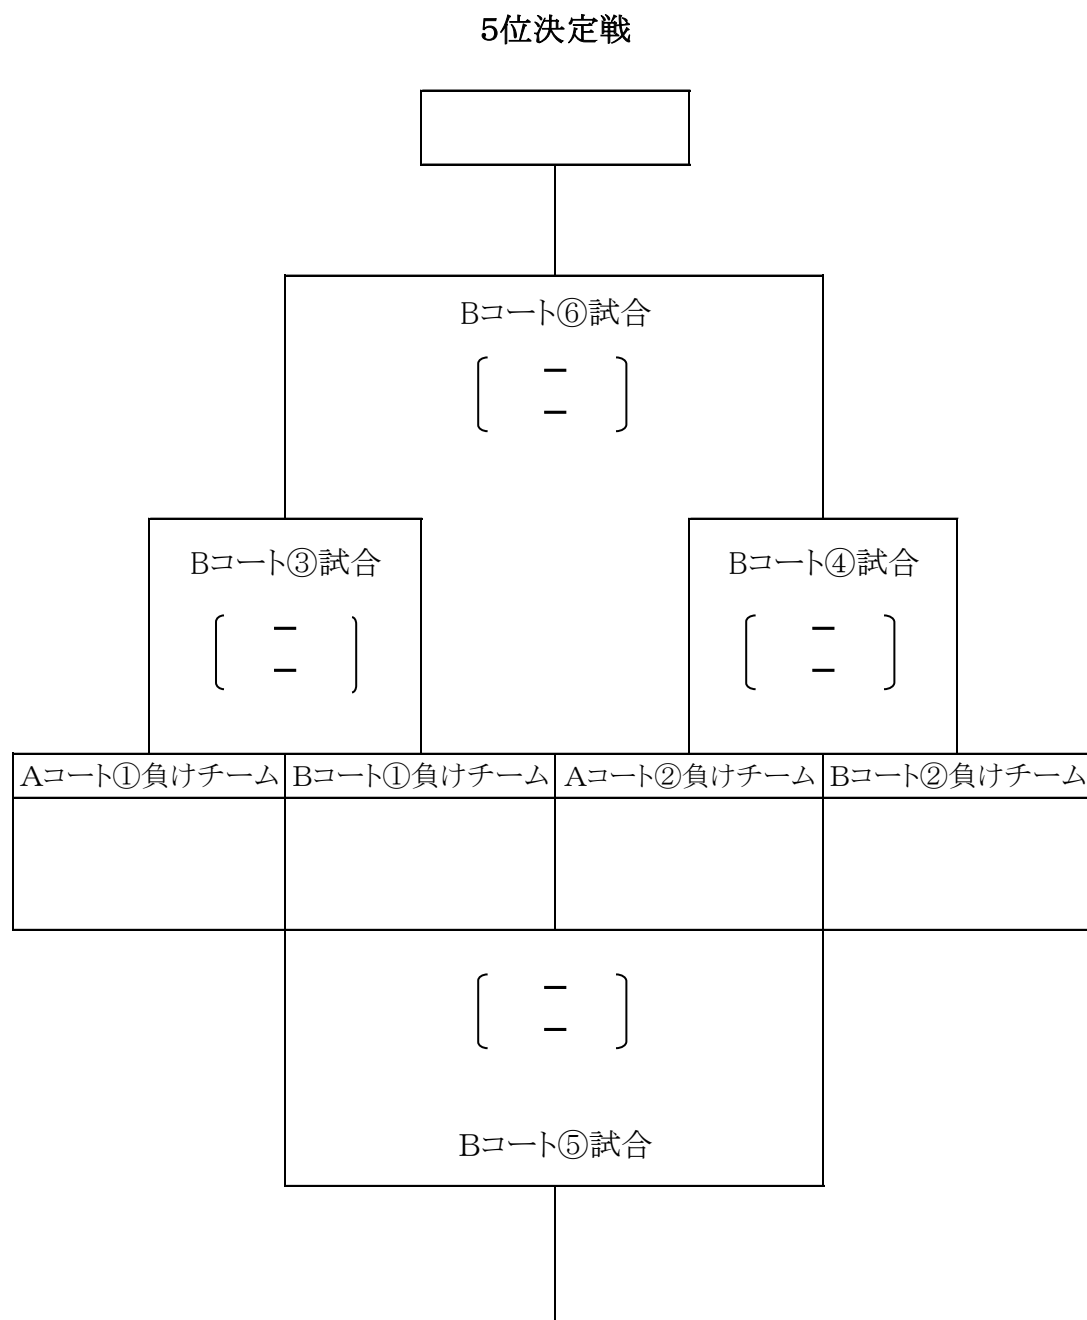 5位決定戦
Bコート⑥試合
－
－
Bコート③試合
Bコート④試合
－
－
－
－
Aコート①負けチーム
Bコート①負けチーム
Aコート②負けチーム
Bコート②負けチーム
－
－
Bコート⑤試合